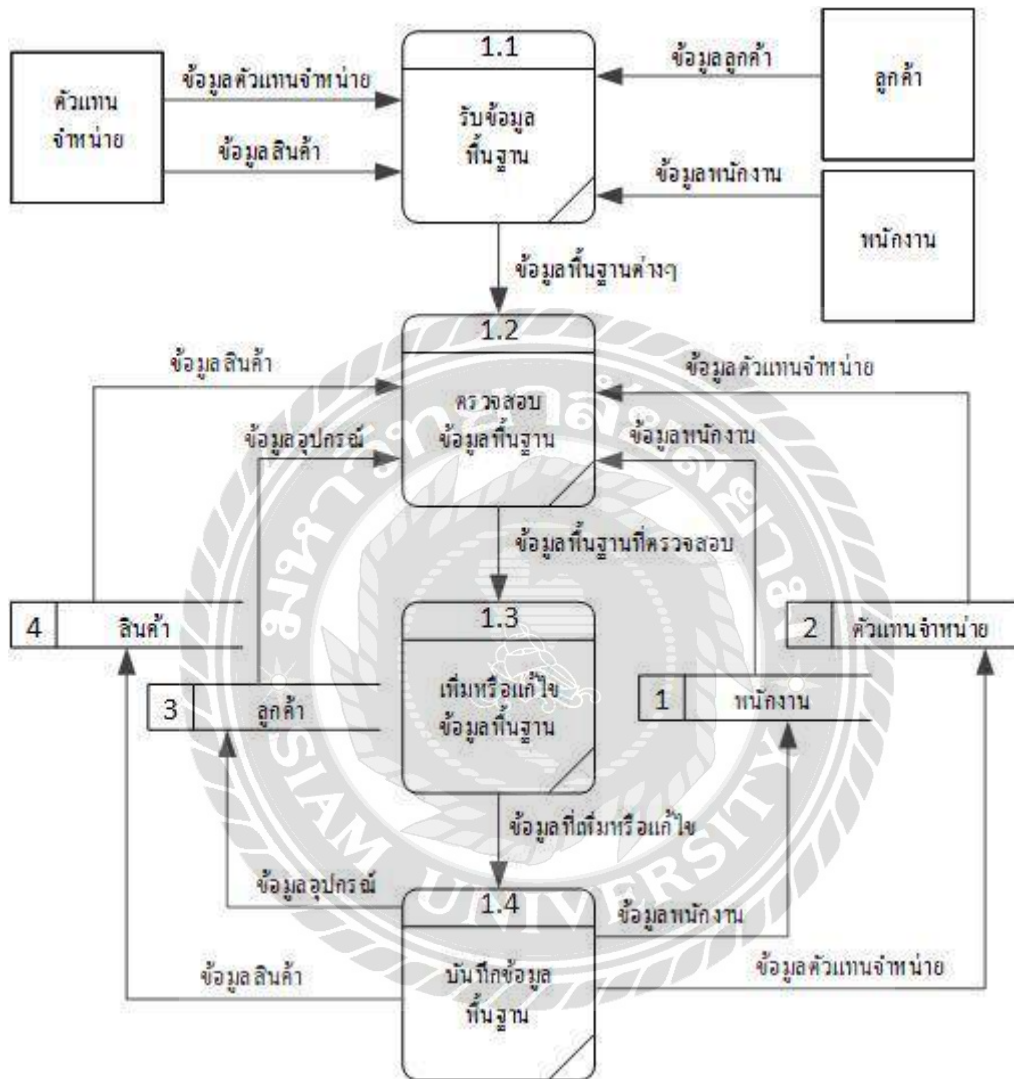 1.1
ตัวแทน
จำหน่าย
ข้อมูลตัวแทนจำหน่าย
ข้อมูลสินค้า
รับข้อมูล
พื้นฐาน
ข้อมูลลูกค้า
ลูกค้า
ข้อมูลพนักงาน
พนักงาน
ข้อมูลพื้นฐานต่างๆ
1.2
ตรวจสอบ
ข้อมูลพื้นฐาน
ข้อมูลสินค้า
ข้อมูลตัวแทนจำหน่าย
ข้อมูลอุปกรณ์
ข้อมูลพนักงาน
ข้อมูลพื้นฐานที่ตรวจสอบ
4 สินค้า
2 ตัวแทนจำหน่าย
3 ลูกค้า
1 พนักงาน
1.3
เพิ่มหรือแก้ไข
ข้อมูลพื้นฐาน
ข้อมูลที่เพิ่มหรือแก้ไข
1.4
บันทึกข้อมูล
พื้นฐาน
ข้อมูลอุปกรณ์
ข้อมูลพนักงาน
ข้อมูลสินค้า
ข้อมูลตัวแทนจำหน่าย
มหาวิทยาลัยสยาม
SIAM UNIVERSITY